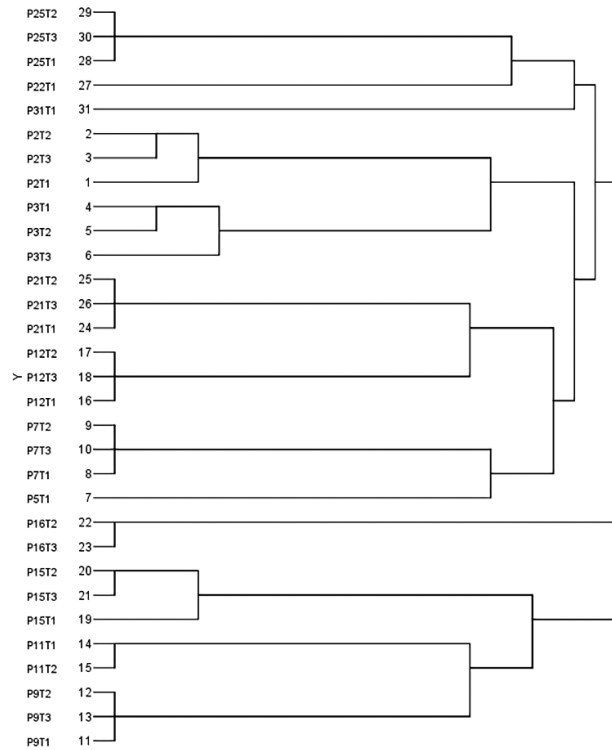 P25T2 29
P25T3 30
P25T1 28
P22T1 27
P31T1 31
P2T2 2
P2T3 3
P2T1 1
P3T1 4
P3T2 5
P3T3 6
P21T2 25
P21T3 26
P21T1 24
P12T2 17
Y P12T3 18
P12T1 16
P7T2 9
P7T3 10
P7T1 8
P5T1 7
P16T2 22
P16T3 23
P15T2 20
P15T3 21
P15T1 19
P11T1 14
P11T2 15
P9T2 12
P9T3 13
P9T1 11